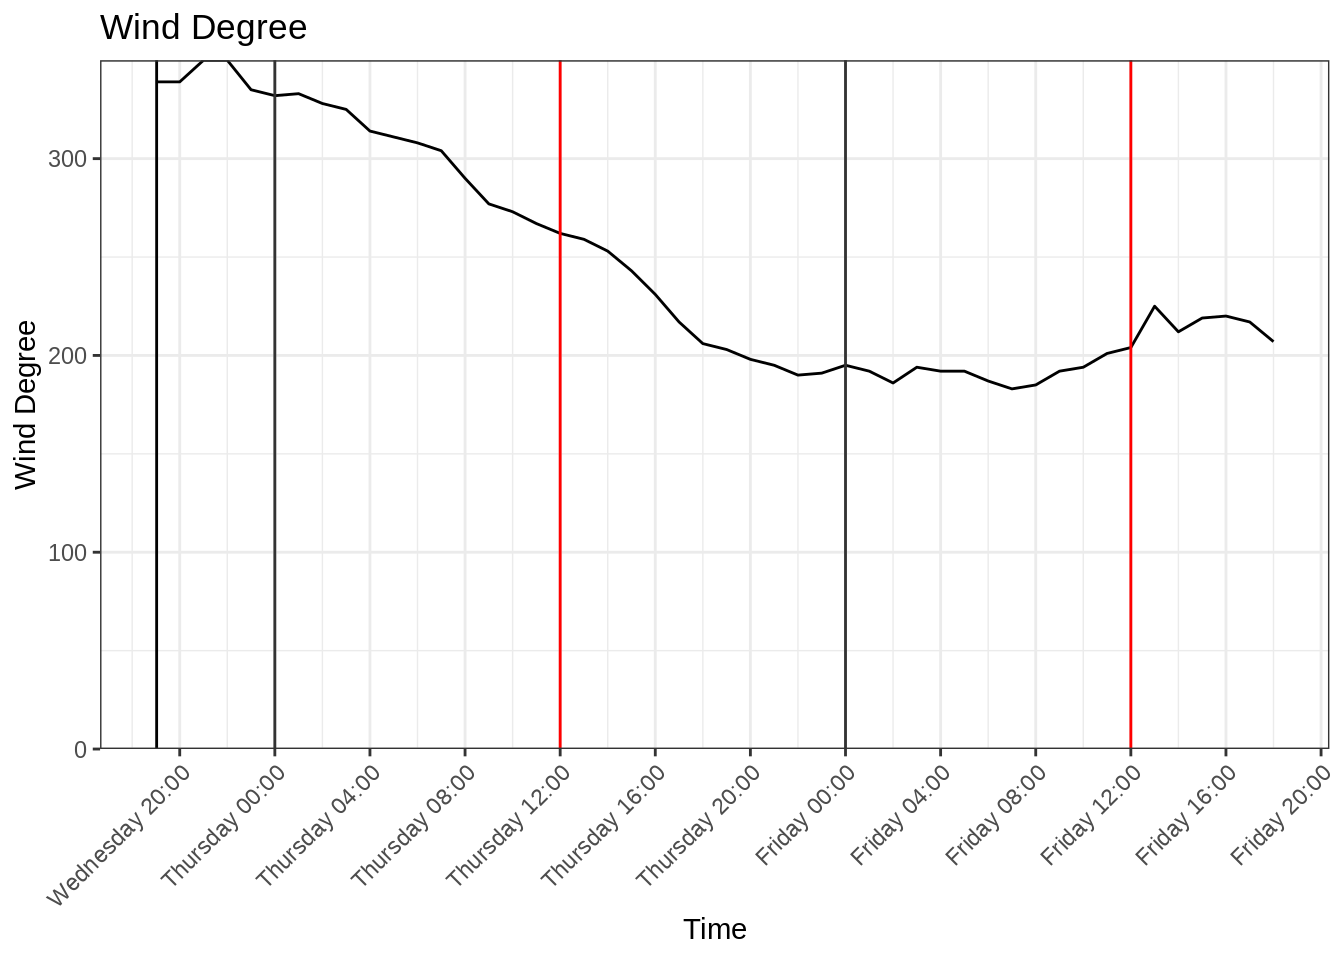 Wind Degree
Wind Degree
300
200
100
0
Wednesday 20:00
Thursday 00:00
Thursday 04:00
Thursday 08:00
Thursday 12:00
Thursday 16:00
Thursday 20:00
Friday 00:00
Friday 04:00
Friday 08:00
Friday 12:00
Friday 16:00
Friday 20:00
Time